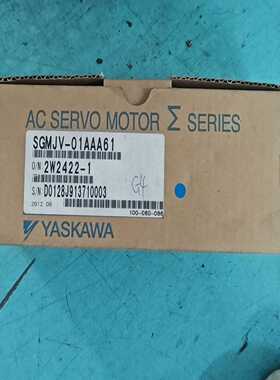 AC SERVO MOTOR Σ SERIES
SGMJV-01AAA61
O/N 2W2422-1
S/N D0128J913710003
2012 08
G4
100-080-086
YASKAWA